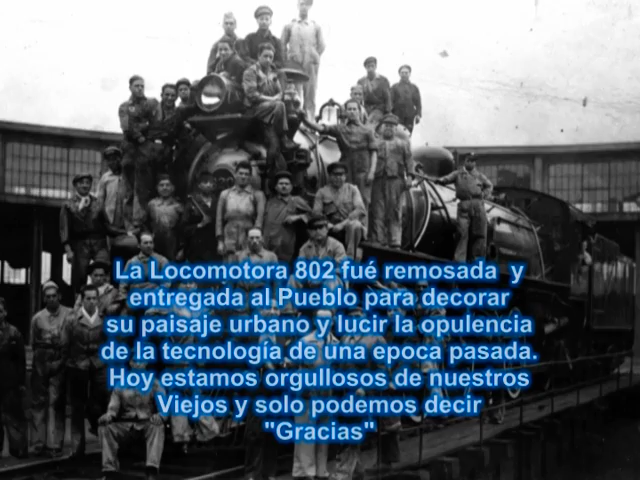 La Locomotora 802 fué remosada y
entregada al Pueblo para decorar
su paisaje urbano y lucir la opulencia
de la tecnología de una epoca pasada.
Hoy estamos orgullosos de nuestros
Viejos y solo podemos decir
"Gracias"